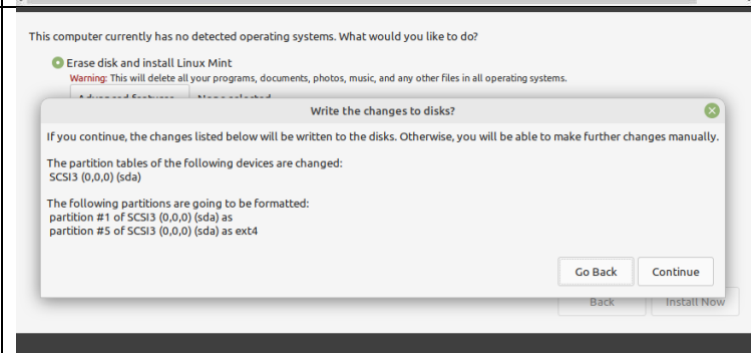 This computer currently has no detected operating systems. What would you like to do?
Erase disk and install Linux Mint
Warning: This will delete all your programs, documents, photos, music, and any other files in all operating systems.
Write the changes to disks?
If you continue, the changes listed below will be written to the disks. Otherwise, you will be able to make further changes manually.
The partition tables of the following devices are changed:
SCSI3 (0,0,0) (sda)
The following partitions are going to be formatted:
partition #1 of SCSI3 (0,0,0) (sda) as
partition #5 of SCSI3 (0,0,0) (sda) as ext4
Go Back Continue
Back Install Now